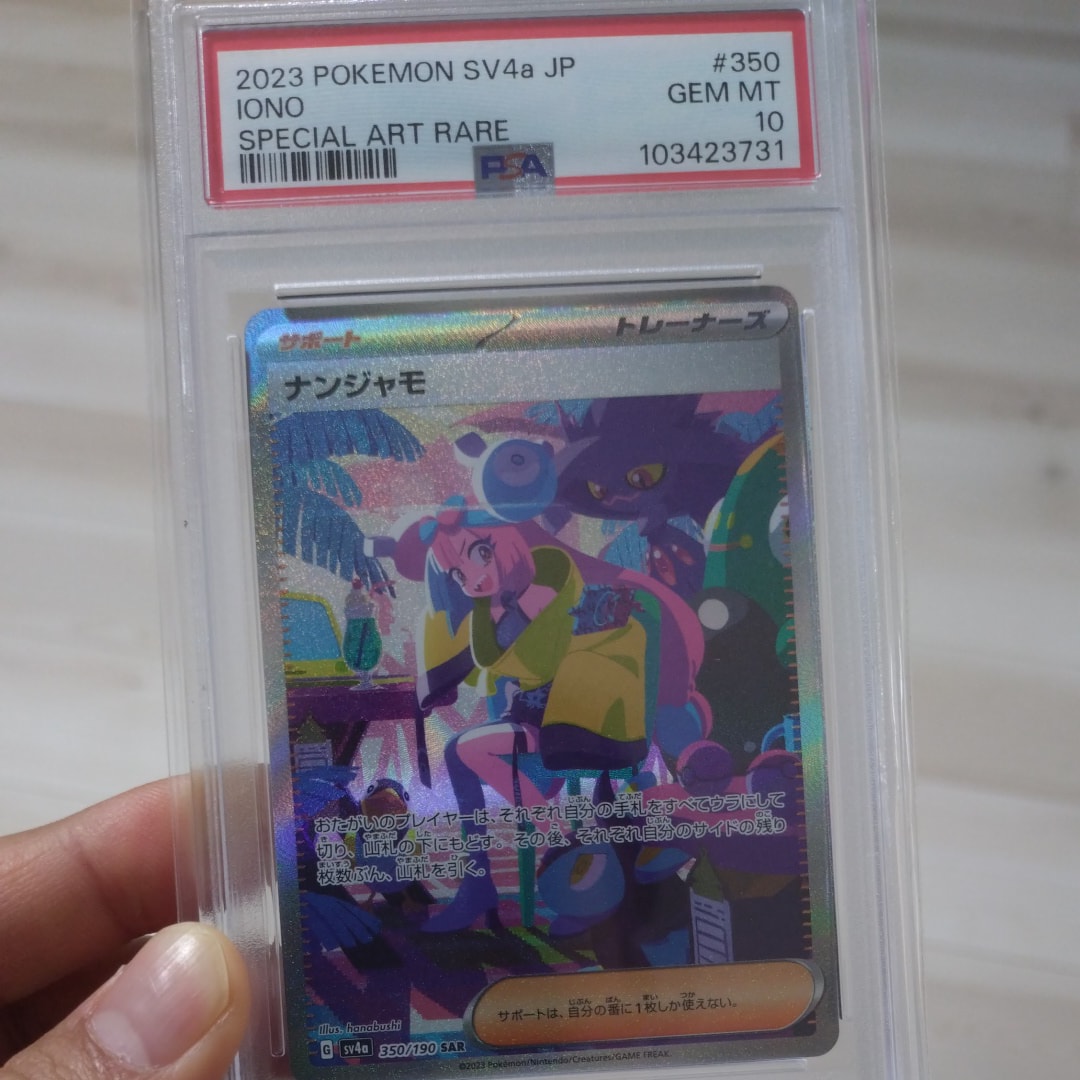 2023 POKEMON SV4a JP #350
IONO GEM MT
SPECIAL ART RARE 10
PSA 103423731
サポート トレーナーズ
ナンジャモ
おたがいのプレイヤーは、それぞれ自分の手札をすべてウラにして
切り、山札の下にもどす。その後、それぞれ自分のサイドの残り
枚数ぶん、山札を引く。
サポートは、自分の番に1枚しか使えない。
Illus. hanabushi
G sv4a 350/190 SAR
©2023 Pokémon/Nintendo/Creatures/GAME FREAK.